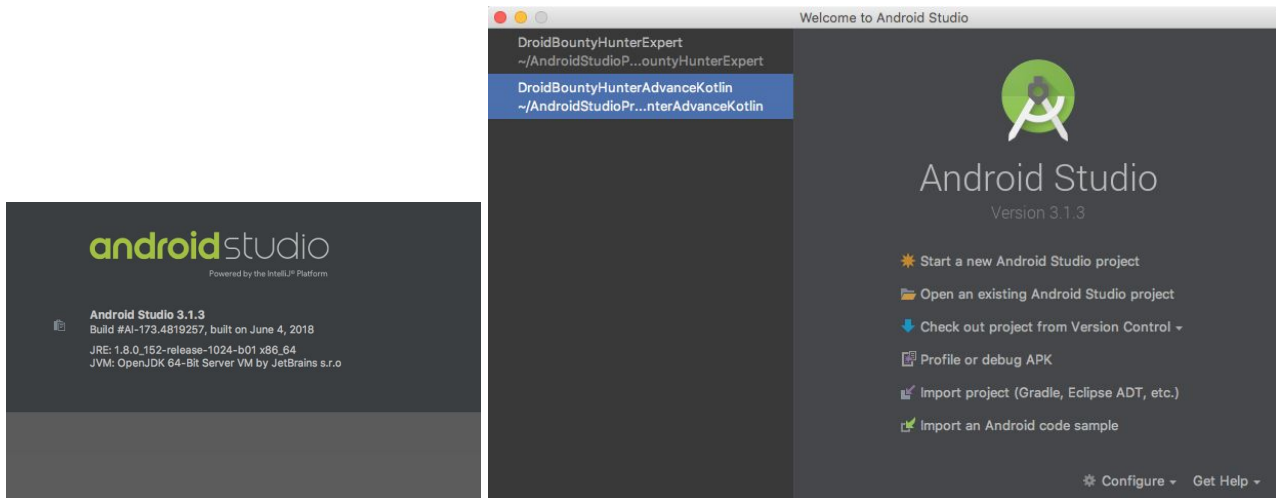 androidstudio
Powered by the IntelliJ® Platform
Android Studio 3.1.3
Build #AI-173.4819257, built on June 4, 2018
JRE: 1.8.0_152-release-1024-b01 x86_64
JVM: OpenJDK 64-Bit Server VM by JetBrains s.r.o
Welcome to Android Studio
DroidBountyHunterExpert
~/AndroidStudioP...ountyHunterExpert
DroidBountyHunterAdvanceKotlin
~/AndroidStudioPr...nterAdvanceKotlin
Android Studio
Version 3.1.3
Start a new Android Studio project
Open an existing Android Studio project
Check out project from Version Control
Profile or debug APK
Import project (Gradle, Eclipse ADT, etc.)
Import an Android code sample
Configure
Get Help